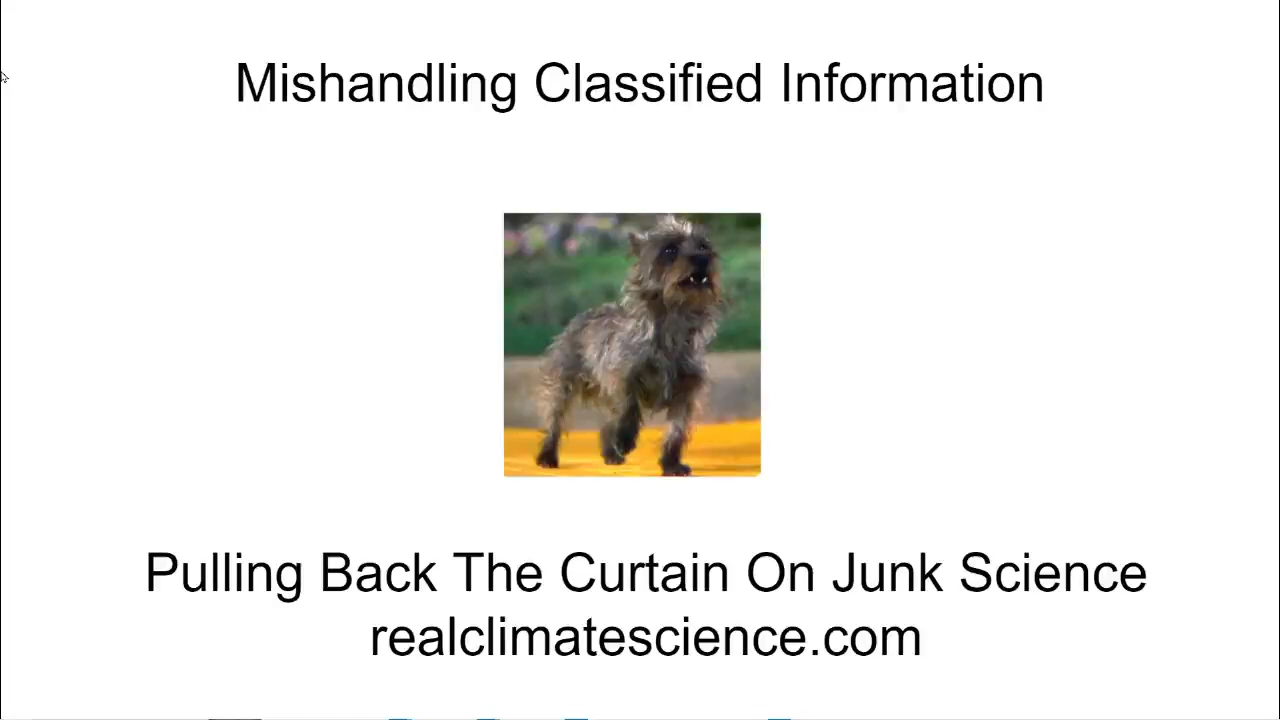 Mishandling Classified Information
Pulling Back The Curtain On Junk Science
realclimatescience.com